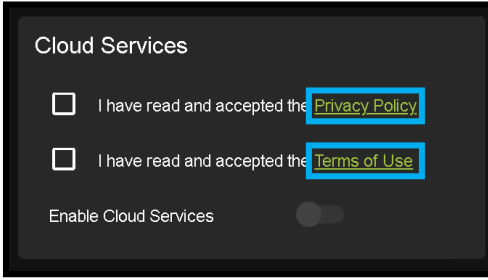 Cloud Services
I have read and accepted the Privacy Policy
I have read and accepted the Terms of Use
Enable Cloud Services